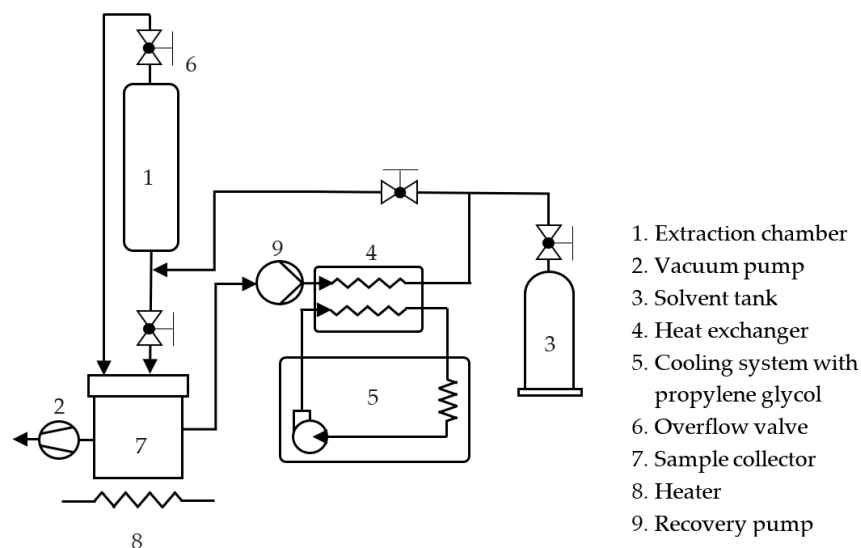 6
1
9
4
3
5
2
7
8
1. Extraction chamber
2. Vacuum pump
3. Solvent tank
4. Heat exchanger
5. Cooling system with
propylene glycol
6. Overflow valve
7. Sample collector
8. Heater
9. Recovery pump